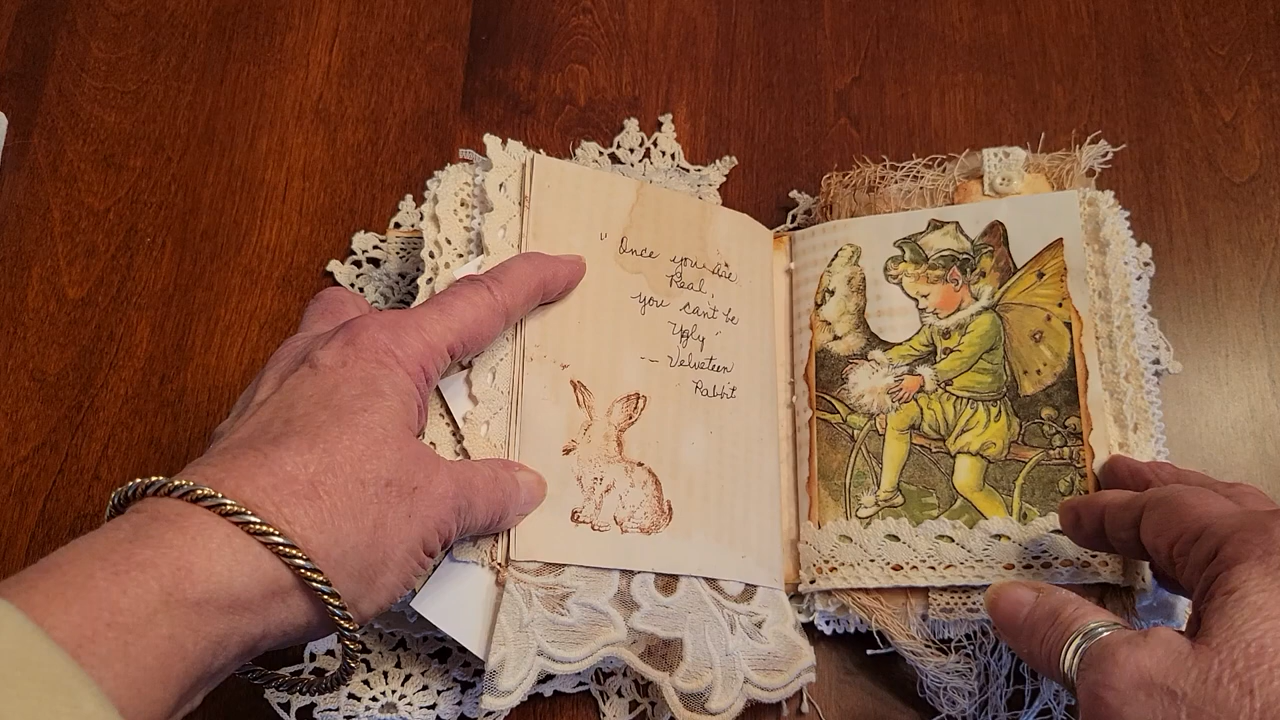 "Once you are
Real,
you can't be
Ugly"
-- Velveteen
Rabbit